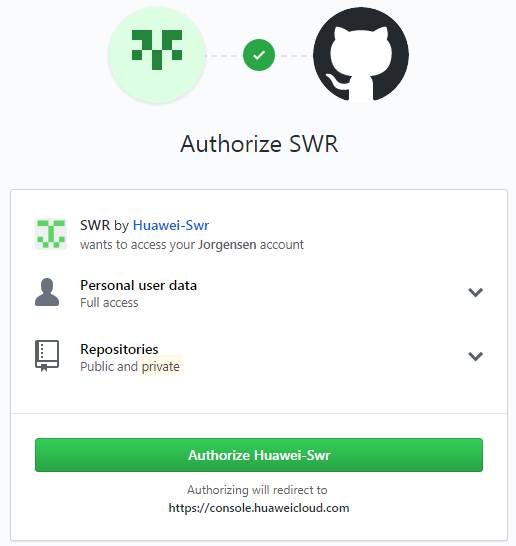 Authorize SWR
SWR by Huawei-Swr
wants to access your Jorgensen account
Personal user data
Full access
Repositories
Public and private
Authorize Huawei-Swr
Authorizing will redirect to
https://console.huaweicloud.com